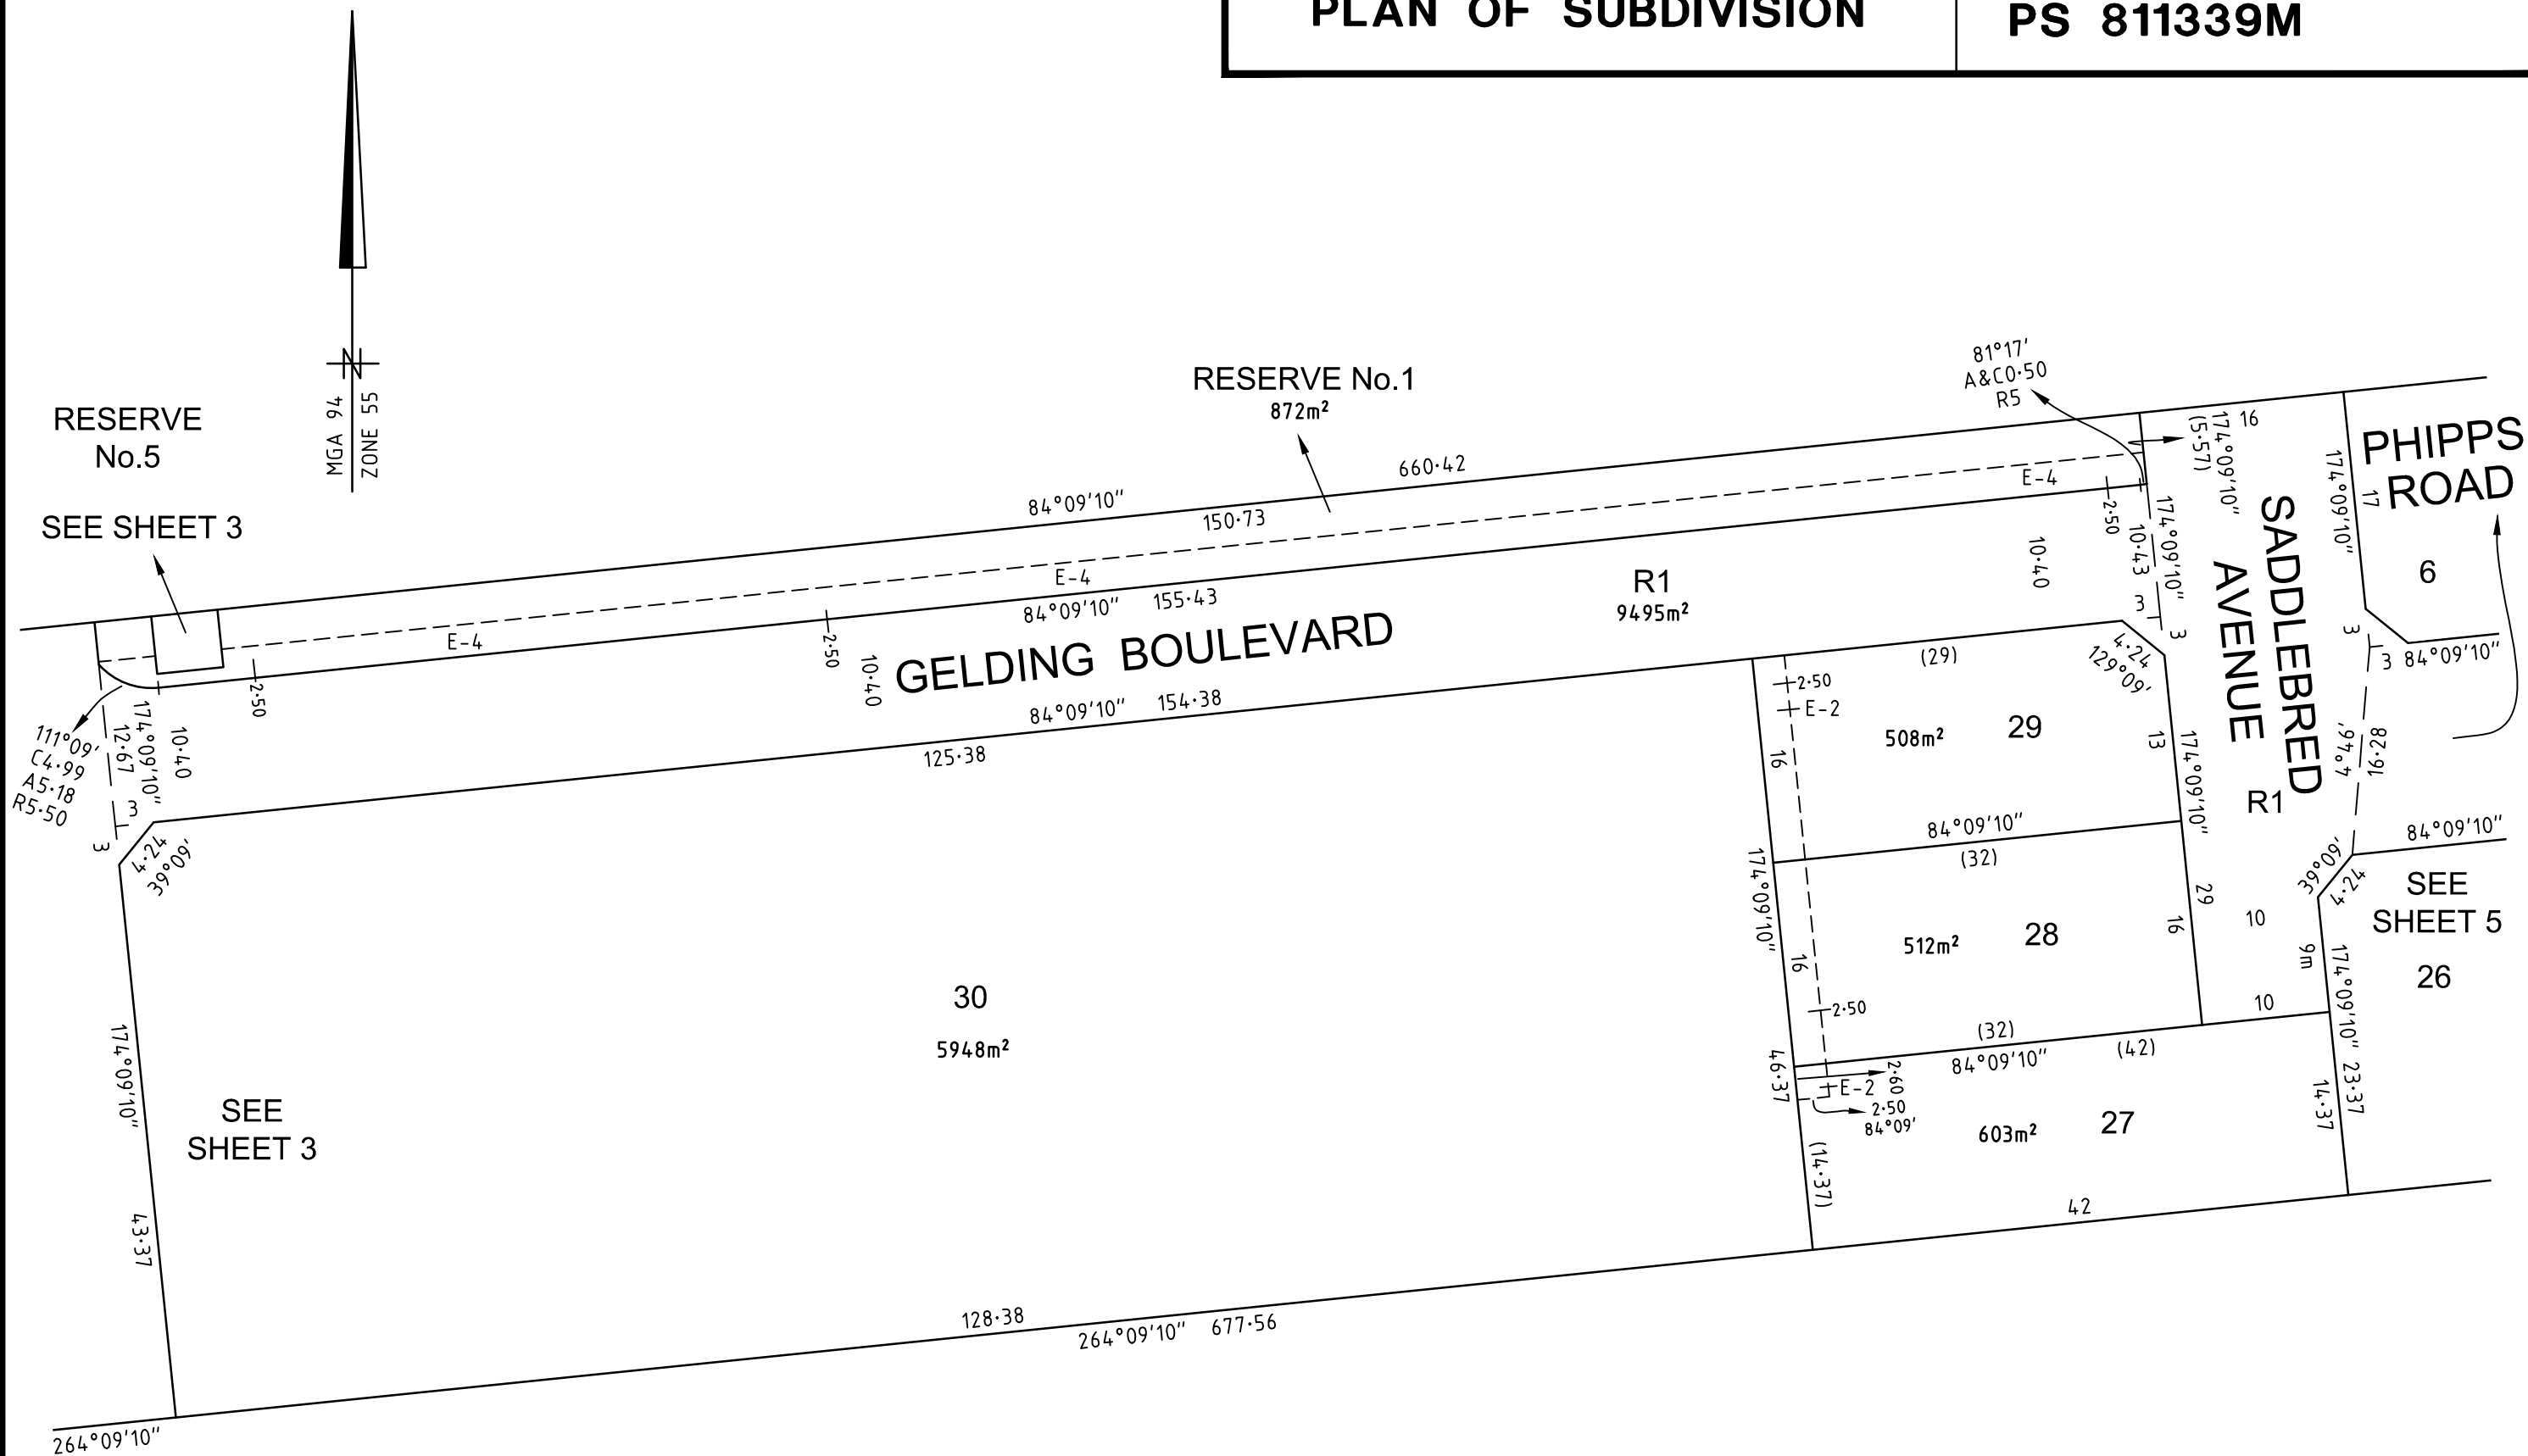 PLAN OF SUBDIVISION
PS 811339M
MGA 94
ZONE 55
N
RESERVE
No.5
SEE SHEET 3
RESERVE No.1
872m²
81°17'
A&C0·50
R5
84°09'10"
660·42
150·73
E-4
E-4
E-4
84°09'10" 155·43
2·50
2·50
2·50
10·40
10·40
10·40
R1
9495m²
GELDING BOULEVARD
84°09'10" 154·38
125·38
111°09'
C4·99
A5·18
R5·50
12·67
174°09'10"
3
3
4·24
39°09'
16
174°09'10"
(5·57)
174°09'10"
10·43
3
3
174°09'10"
17
PHIPPS
ROAD
6
3
3
84°09'10"
SADDLEBRED
AVENUE
R1
4°46'
16·28
84°09'10"
39°09'
4·24
SEE
SHEET 5
26
(29)
4·24
129°09'
2·50
E-2
508m²
29
16
13
174°09'10"
84°09'10"
(32)
174°09'10"
16
512m²
28
16
29
10
9m
174°09'10"
23·37
2·50
(32)
10
84°09'10"
(42)
46·37
2·60
E-2
2·50
84°09'
603m²
27
14·37
(14·37)
42
30
5948m²
SEE
SHEET 3
174°09'10"
43·37
128·38
264°09'10" 677·56
264°09'10"